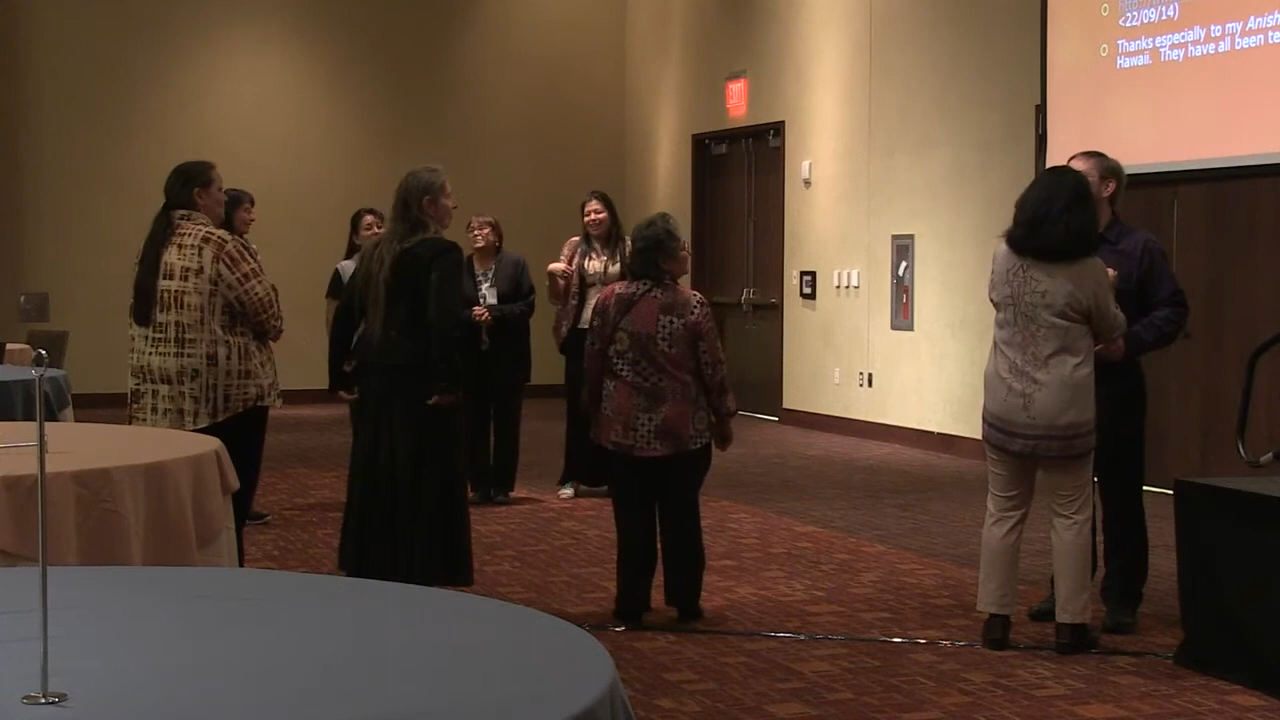 <22/09/14)
Thanks especially to my Anish
Hawaii. They have all been te
EXIT